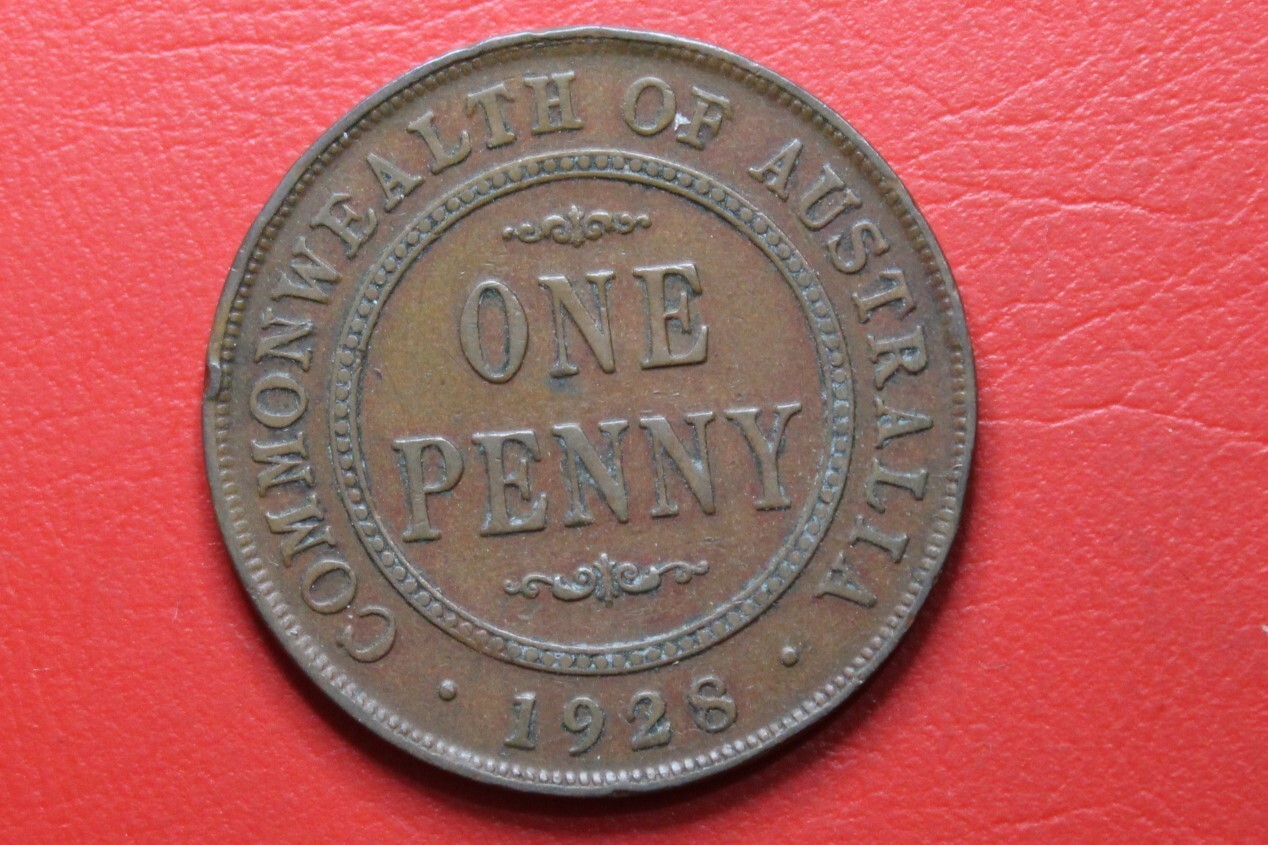 COMMONWEALTH OF AUSTRALIA
ONE
PENNY
· 1928 ·